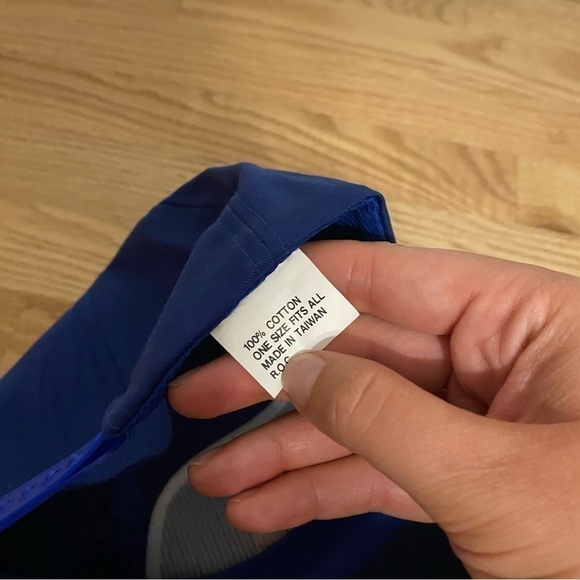 100% COTTON
ONE SIZE FITS ALL
MADE IN TAIWAN
R.O.C